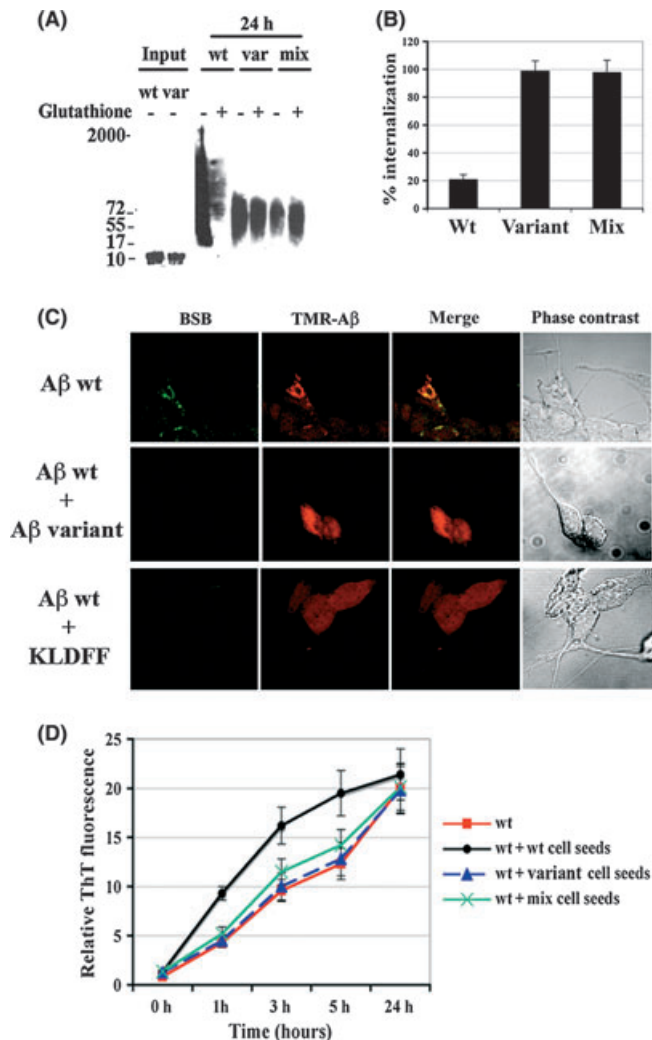 (A)
24 h
Input wt var mix
wt var
Glutathione - - - + - + - +
2000-
72-
55-
17-
10-
(B)
% internalization
120
100
80
60
40
20
0
Wt Variant Mix
(C)
BSB TMR-Aβ Merge Phase contrast
Aβ wt
Aβ wt
+
Aβ variant
Aβ wt
+
KLDFF
(D)
Relative ThT fluorescence
25
20
15
10
5
0
0 h 1h 3 h 5 h 24 h
Time (hours)
wt
wt + wt cell seeds
wt + variant cell seeds
wt + mix cell seeds